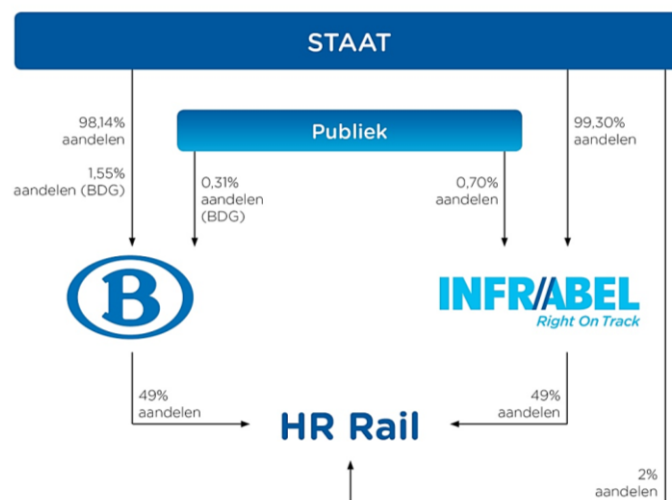 STAAT
98,14%
aandelen
1,55%
aandelen (BDG)
Publiek
99,30%
aandelen
0,31%
aandelen
(BDG)
0,70%
aandelen
B
INFRABEL
Right On Track
49%
aandelen
49%
aandelen
HR Rail
2%
aandelen